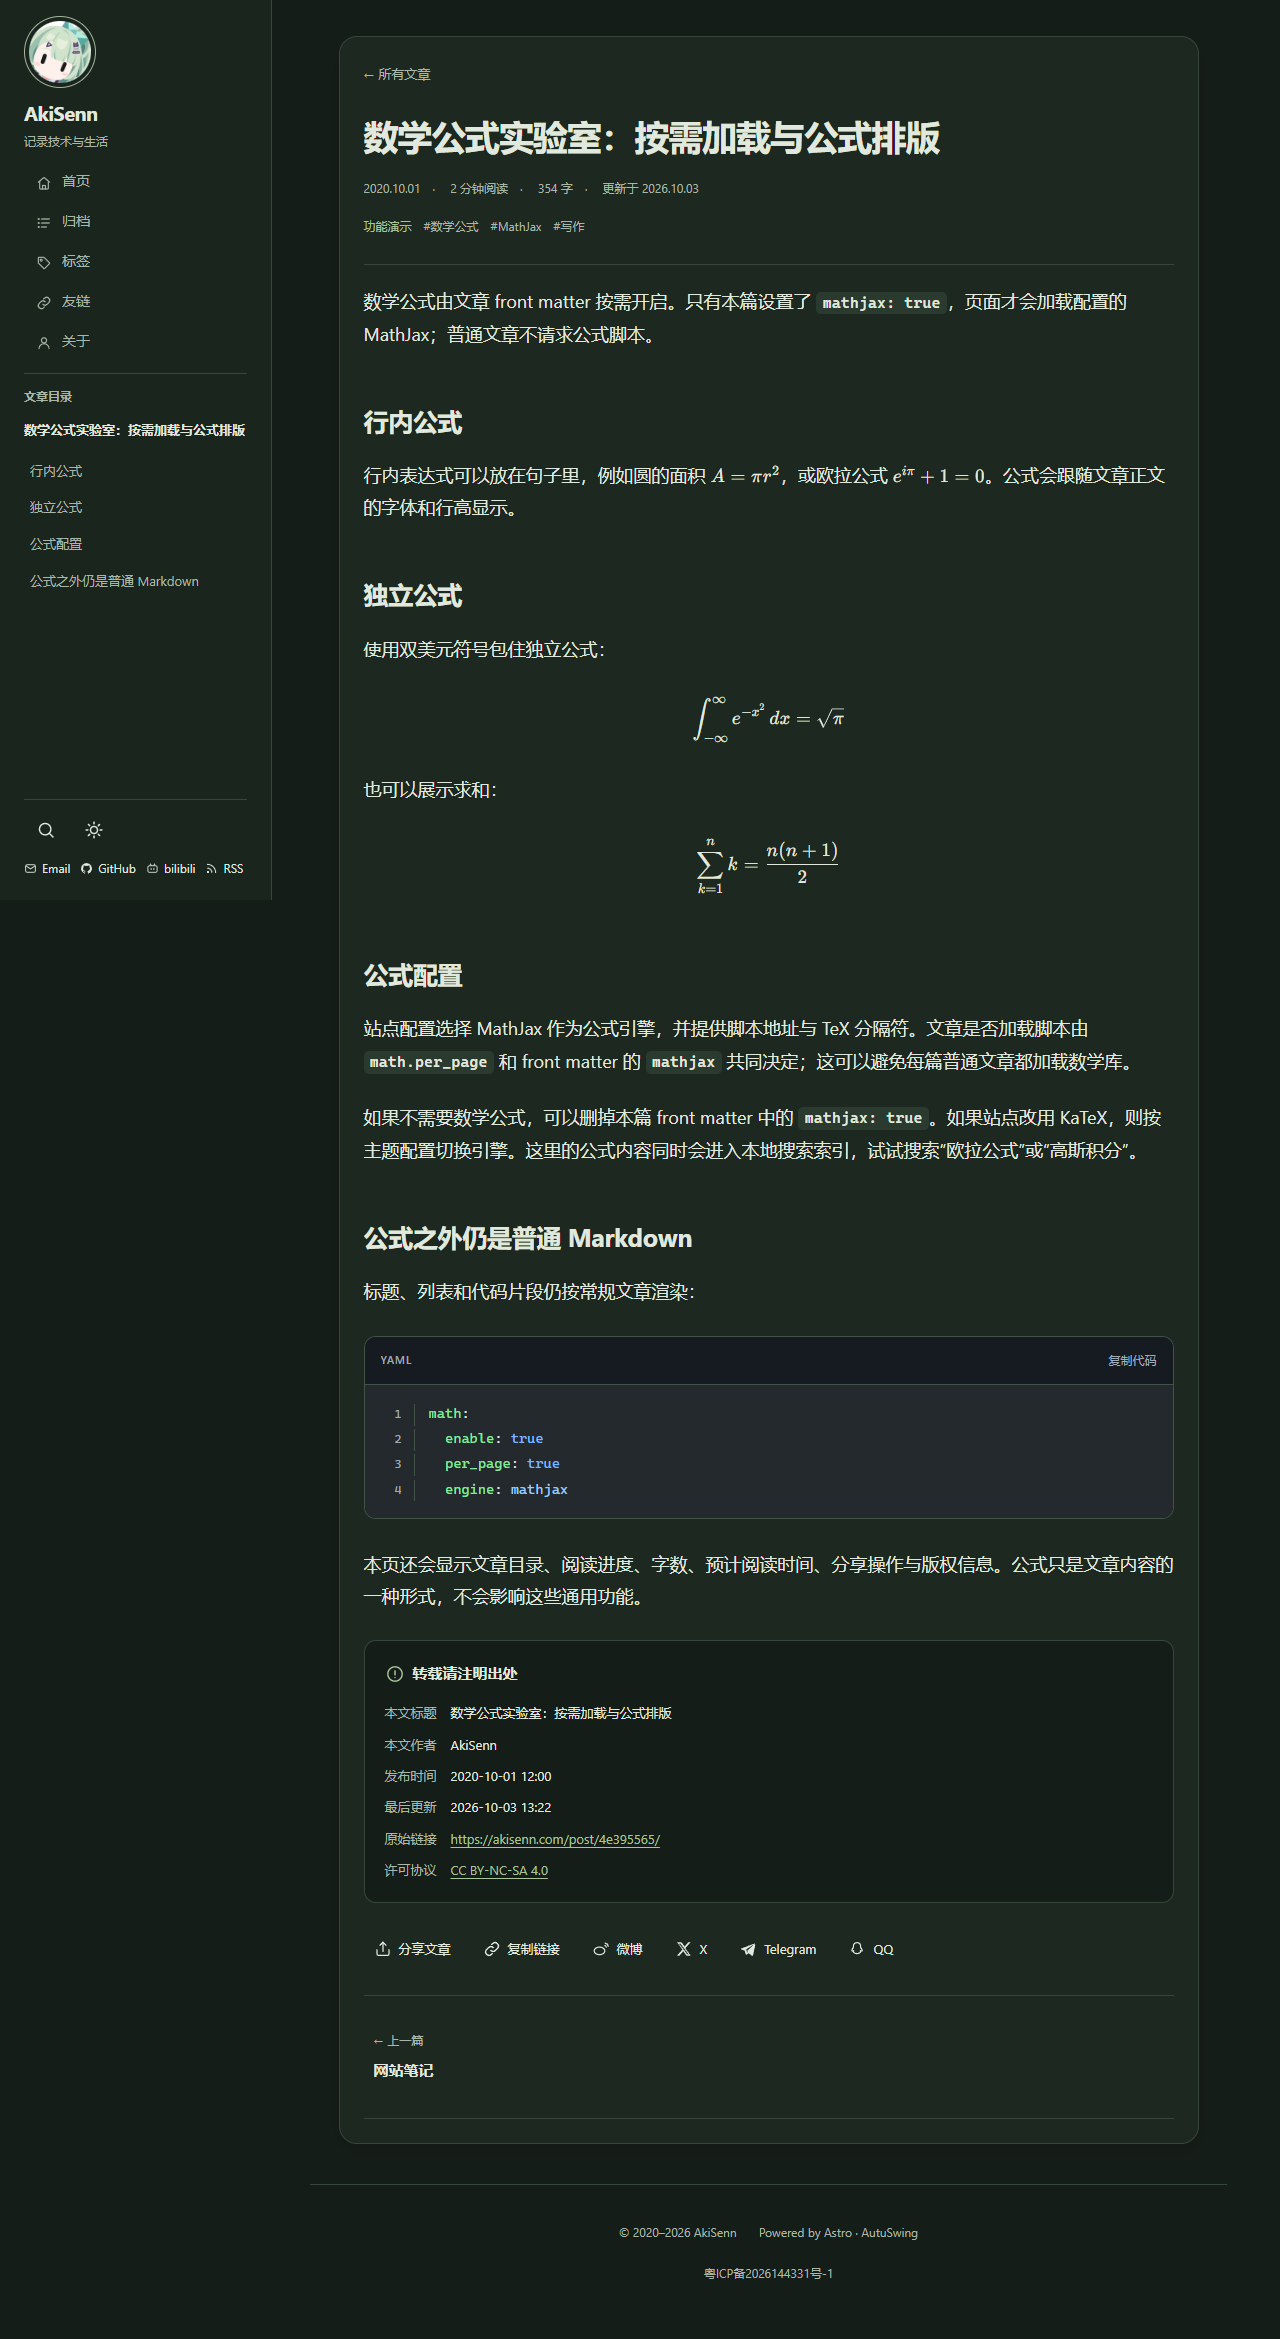 AkiSenn
记录技术与生活
首页
归档
标签
友链
关于
文章目录
数学公式实验室：按需加载与公式排版
行内公式
独立公式
公式配置
公式之外仍是普通 Markdown
Email GitHub bilibili RSS
← 所有文章
数学公式实验室：按需加载与公式排版
2020.10.01 · 2 分钟阅读 · 354 字 · 更新于 2026.10.03
功能演示 #数学公式 #MathJax #写作
数学公式由文章 front matter 按需开启。只有本篇设置了 mathjax: true，页面才会加载配置的
MathJax；普通文章不请求公式脚本。
行内公式
行内表达式可以放在句子里，例如圆的面积 A = πr²，或欧拉公式 e^{iπ} + 1 = 0。公式会跟随文章正文
的字体和行高显示。
独立公式
使用双美元符号包住独立公式：
∫_{-∞}^{∞} e^{-x²} dx = √π
也可以展示求和：
∑_{k=1}^{n} k = n(n + 1)/2
公式配置
站点配置选择 MathJax 作为公式引擎，并提供脚本地址与 TeX 分隔符。文章是否加载脚本由
math.per_page 和 front matter 的 mathjax 共同决定；这可以避免每篇普通文章都加载数学库。
如果不需要数学公式，可以删掉本篇 front matter 中的 mathjax: true。如果站点改用 KaTeX，则按
主题配置切换引擎。这里的公式内容同时会进入本地搜索索引，试试搜索“欧拉公式”或“高斯积分”。
公式之外仍是普通 Markdown
标题、列表和代码片段仍按常规文章渲染：
YAML 复制代码
1 math:
2 enable: true
3 per_page: true
4 engine: mathjax
本页还会显示文章目录、阅读进度、字数、预计阅读时间、分享操作与版权信息。公式只是文章内容的
一种形式，不会影响这些通用功能。
转载请注明出处
本文标题 数学公式实验室：按需加载与公式排版
本文作者 AkiSenn
发布时间 2020-10-01 12:00
最后更新 2026-10-03 13:22
原始链接 https://akisenn.com/post/4e395565/
许可协议 CC BY-NC-SA 4.0
分享文章 复制链接 微博 X Telegram QQ
← 上一篇
网站笔记
© 2020–2026 AkiSenn Powered by Astro · AutuSwing
粤ICP备2026144331号-1